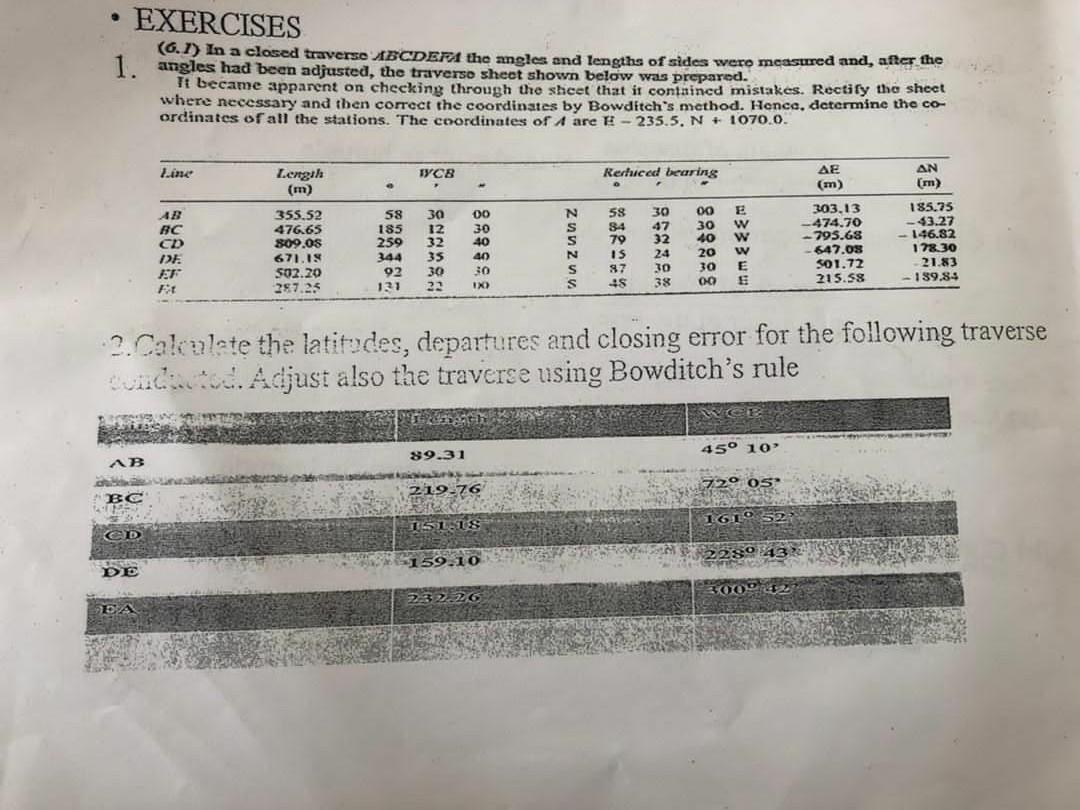 • EXERCISES
1. (6.1) In a closed traverse ABCDEFA the angles and lengths of sides were measured and, after the
angles had been adjusted, the traverse sheet shown below was prepared.
It became apparent on checking through the sheet that it contained mistakes. Rectify the sheet
where necessary and then correct the coordinates by Bowditch's method. Hence, determine the co-
ordinates of all the stations. The coordinates of A are E - 235.5, N + 1070.0.
Line Length WCB Reduced bearing ΔE ΔN
(m) ° ' " ° ' " (m) (m)
AB 355.52 58 30 00 N 58 30 00 E 303.13 185.75
BC 476.65 185 12 30 S 84 47 30 W -474.70 -43.27
CD 809.08 259 32 40 S 79 32 40 W -795.68 -146.82
DE 671.18 344 35 40 N 15 24 20 W -647.08 178.30
EF 502.20 92 30 30 S 87 30 30 E 501.72 21.83
FA 287.25 131 22 00 S 48 38 00 E 215.58 -189.84
2.Calculate the latitudes, departures and closing error for the following traverse
conducted. Adjust also the traverse using Bowditch's rule
Length WCB
AB 89.31 45° 10'
BC 219.76 72° 05'
CD 151.18 161° 52'
DE 159.10 228° 43'
EA 232.26 300° 42'